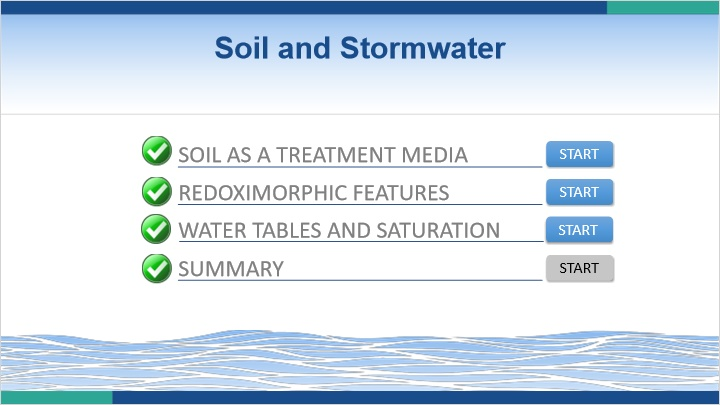 Soil and Stormwater
SOIL AS A TREATMENT MEDIA START
REDOXIMORPHIC FEATURES START
WATER TABLES AND SATURATION START
SUMMARY START